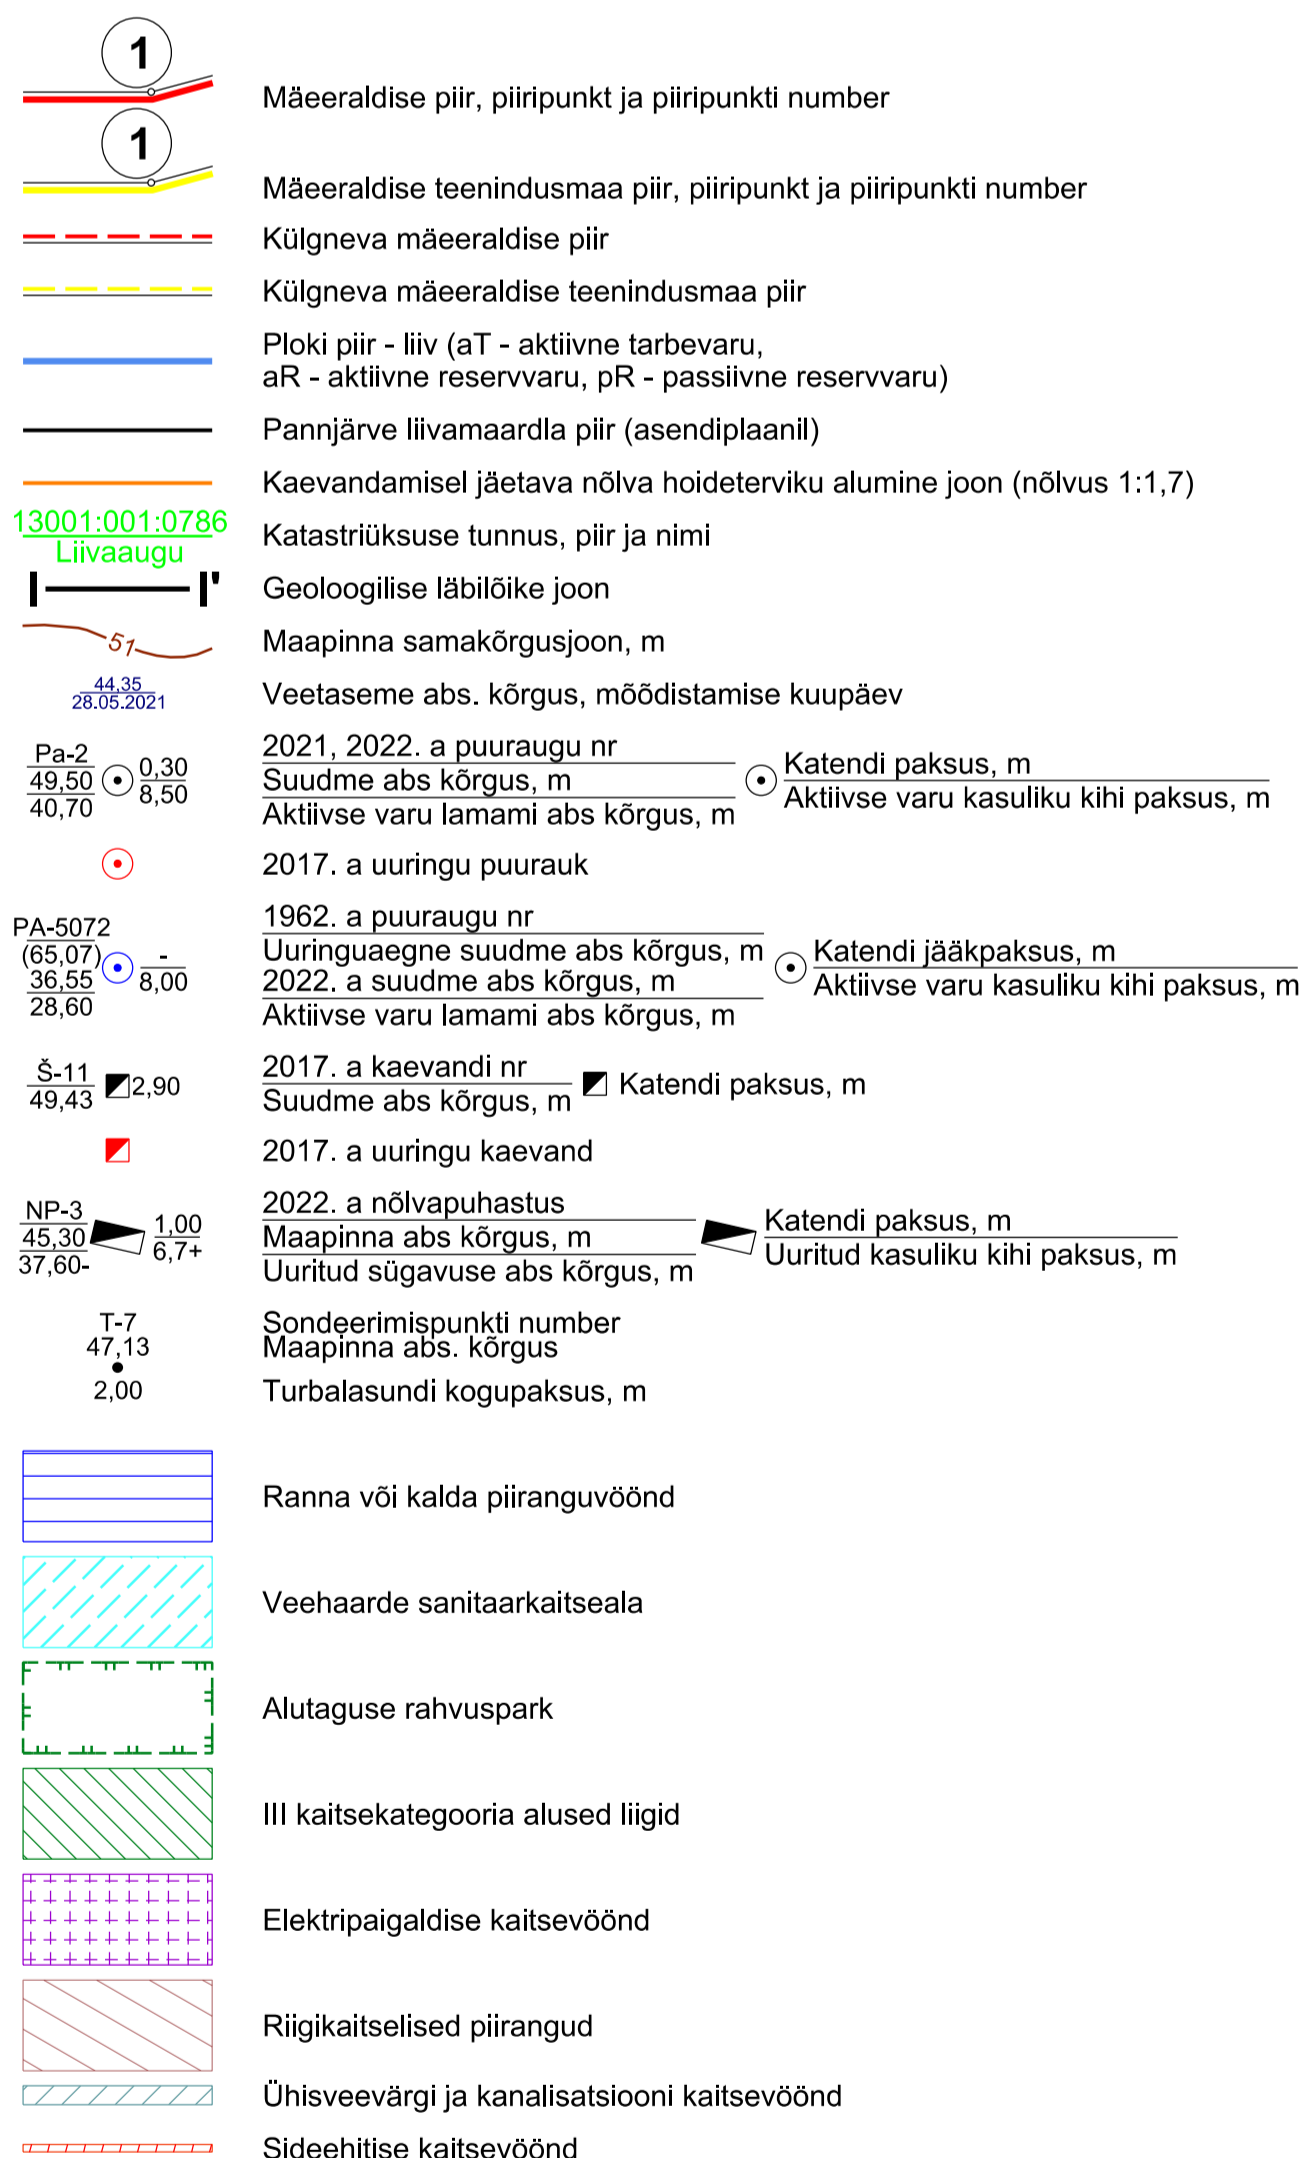 1
Mäeeraldise piir, piiripunkt ja piiripunkti number
1
Mäeeraldise teenindusmaa piir, piiripunkt ja piiripunkti number
Külgneva mäeeraldise piir
Külgneva mäeeraldise teenindusmaa piir
Ploki piir - liiv (aT - aktiivne tarbevaru,
aR - aktiivne reservvaru, pR - passiivne reservvaru)
Pannjärve liivamaardla piir (asendiplaanil)
Kaevandamisel jäetava nõlva hoideterviku alumine joon (nõlvus 1:1,7)
13001:001:0786
Liivaaugu
Katastriüksuse tunnus, piir ja nimi
I I'
Geoloogilise läbilõike joon
51
Maapinna samakõrgusjoon, m
44,35
28.05.2021
Veetaseme abs. kõrgus, mõõdistamise kuupäev
Pa-2
49,50
40,70
0,30
8,50
2021, 2022. a puuraugu nr
Suudme abs kõrgus, m
Aktiivse varu lamami abs kõrgus, m
Katendi paksus, m
Aktiivse varu kasuliku kihi paksus, m
2017. a uuringu puurauk
PA-5072
(65,07)
36,55
28,60
-
8,00
1962. a puuraugu nr
Uuringuaegne suudme abs kõrgus, m
2022. a suudme abs kõrgus, m
Aktiivse varu lamami abs kõrgus, m
Katendi jääkpaksus, m
Aktiivse varu kasuliku kihi paksus, m
Š-11
49,43
2,90
2017. a kaevandi nr
Suudme abs kõrgus, m
Katendi paksus, m
2017. a uuringu kaevand
NP-3
45,30
37,60-
1,00
6,7+
2022. a nõlvapuhastus
Maapinna abs kõrgus, m
Uuritud sügavuse abs kõrgus, m
Katendi paksus, m
Uuritud kasuliku kihi paksus, m
T-7
47,13
2,00
Sondeerimispunkti number
Maapinna abs. kõrgus
Turbalasundi kogupaksus, m
Ranna või kalda piiranguvöönd
Veehaarde sanitaarkaitseala
Alutaguse rahvuspark
III kaitsekategooria alused liigid
Elektripaigaldise kaitsevöönd
Riigikaitselised piirangud
Ühisveevärgi ja kanalisatsiooni kaitsevöönd
Sideehitise kaitsevöönd